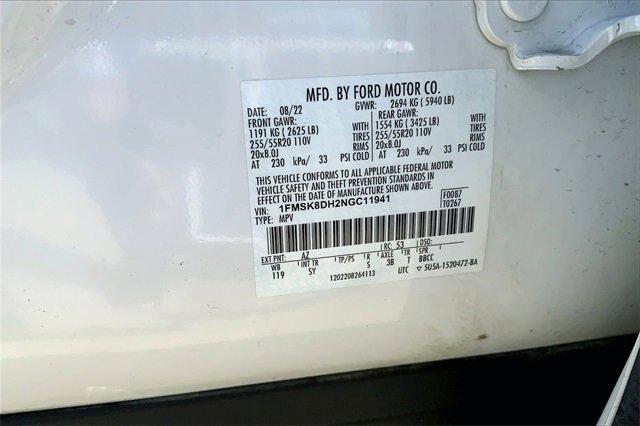 MFD. BY FORD MOTOR CO.
DATE: 08/22 GVWR: 2694 KG (5940 LB)
FRONT GAWR: REAR GAWR:
1191 KG (2625 LB) WITH 1554 KG (3425 LB) WITH
255/55R20 110V TIRES 255/55R20 110V TIRES
20x8.0J RIMS 20x8.0J RIMS
AT 230 kPa/ 33 PSI COLD AT 230 kPa/ 33 PSI COLD
THIS VEHICLE CONFORMS TO ALL APPLICABLE FEDERAL MOTOR
VEHICLE SAFETY AND THEFT PREVENTION STANDARDS IN
EFFECT ON THE DATE OF MANUFACTURE SHOWN ABOVE.
VIN: 1FMSK8DH2NGC11941 F0087
TYPE: MPV T0267
EXT PNT: AZ RC: 53 DSO:
WB INT TR TP/PS R AXLE TR SPR
119 SY S 3B T BBCC
1202208264113 UTC ▽ 5U5A-1520472-BA